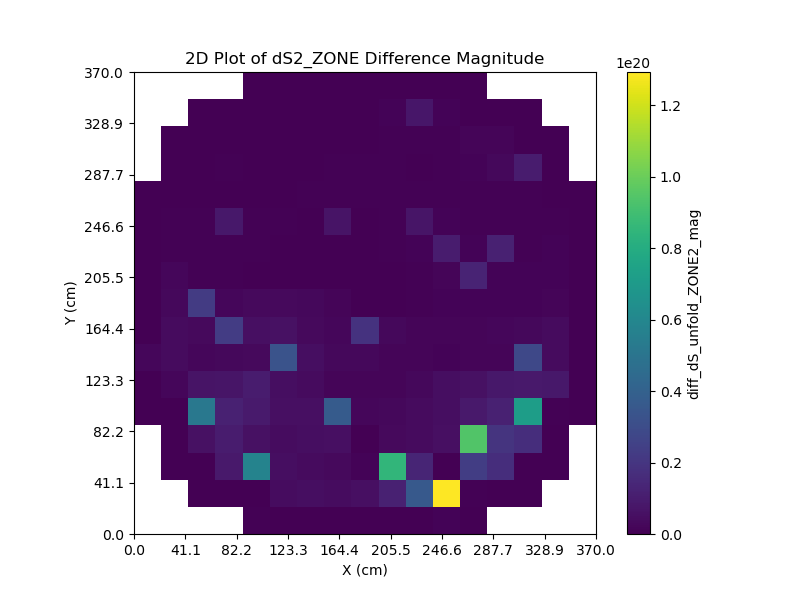 2D Plot of dS2_ZONE Difference Magnitude
1e20
370.0
328.9
287.7
246.6
205.5
164.4
123.3
82.2
41.1
0.0
Y (cm)
0.0 41.1 82.2 123.3 164.4 205.5 246.6 287.7 328.9 370.0
X (cm)
1.2
1.0
0.8
0.6
0.4
0.2
0.0
diff_dS_unfold_ZONE2_mag